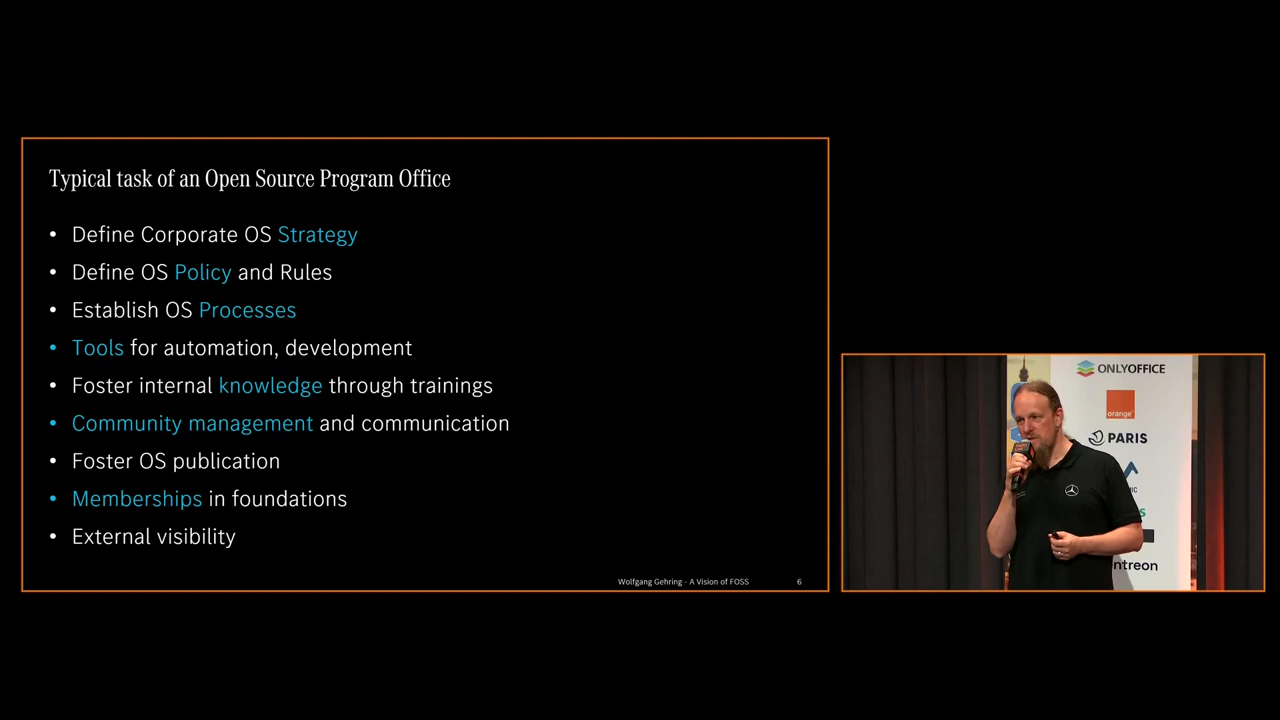 Typical task of an Open Source Program Office
• Define Corporate OS Strategy
• Define OS Policy and Rules
• Establish OS Processes
• Tools for automation, development
• Foster internal knowledge through trainings
• Community management and communication
• Foster OS publication
• Memberships in foundations
• External visibility
Wolfgang Gehring - A Vision of FOSS 6
ONLYOFFICE
orange
PARIS
ntreon